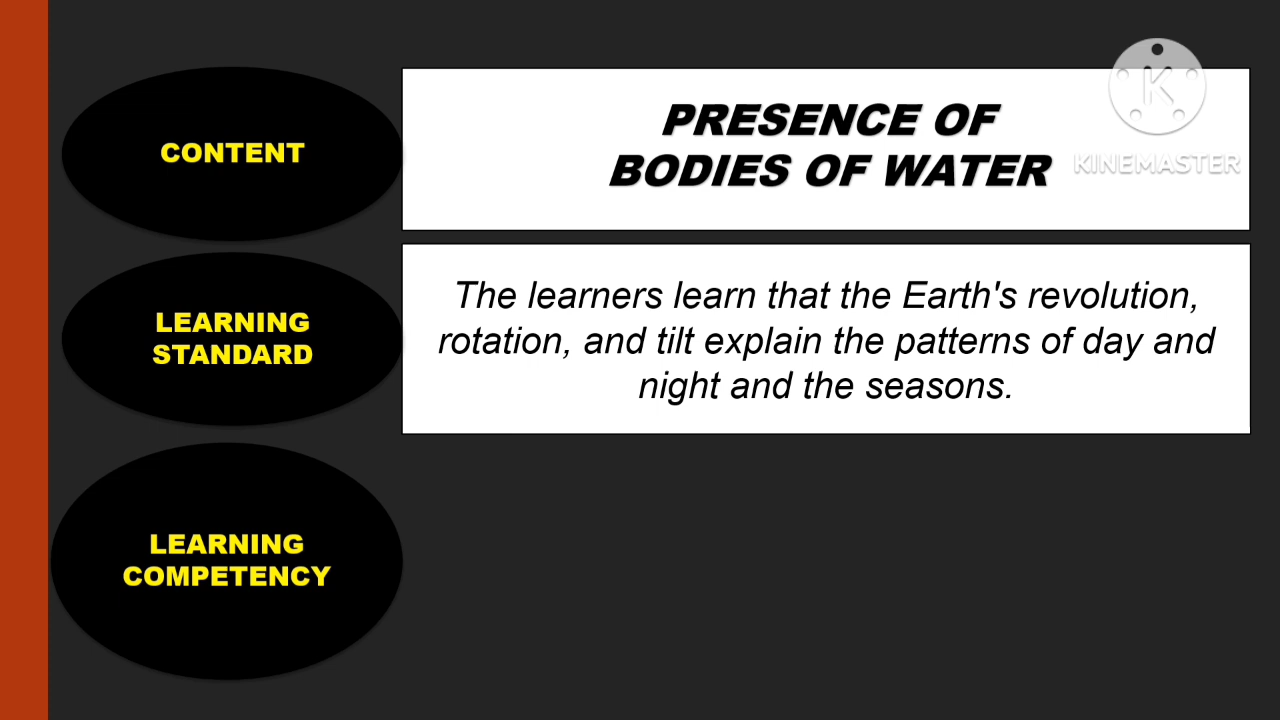 CONTENT
PRESENCE OF
BODIES OF WATER
K
KINEMASTER
LEARNING
STANDARD
The learners learn that the Earth's revolution,
rotation, and tilt explain the patterns of day and
night and the seasons.
LEARNING
COMPETENCY